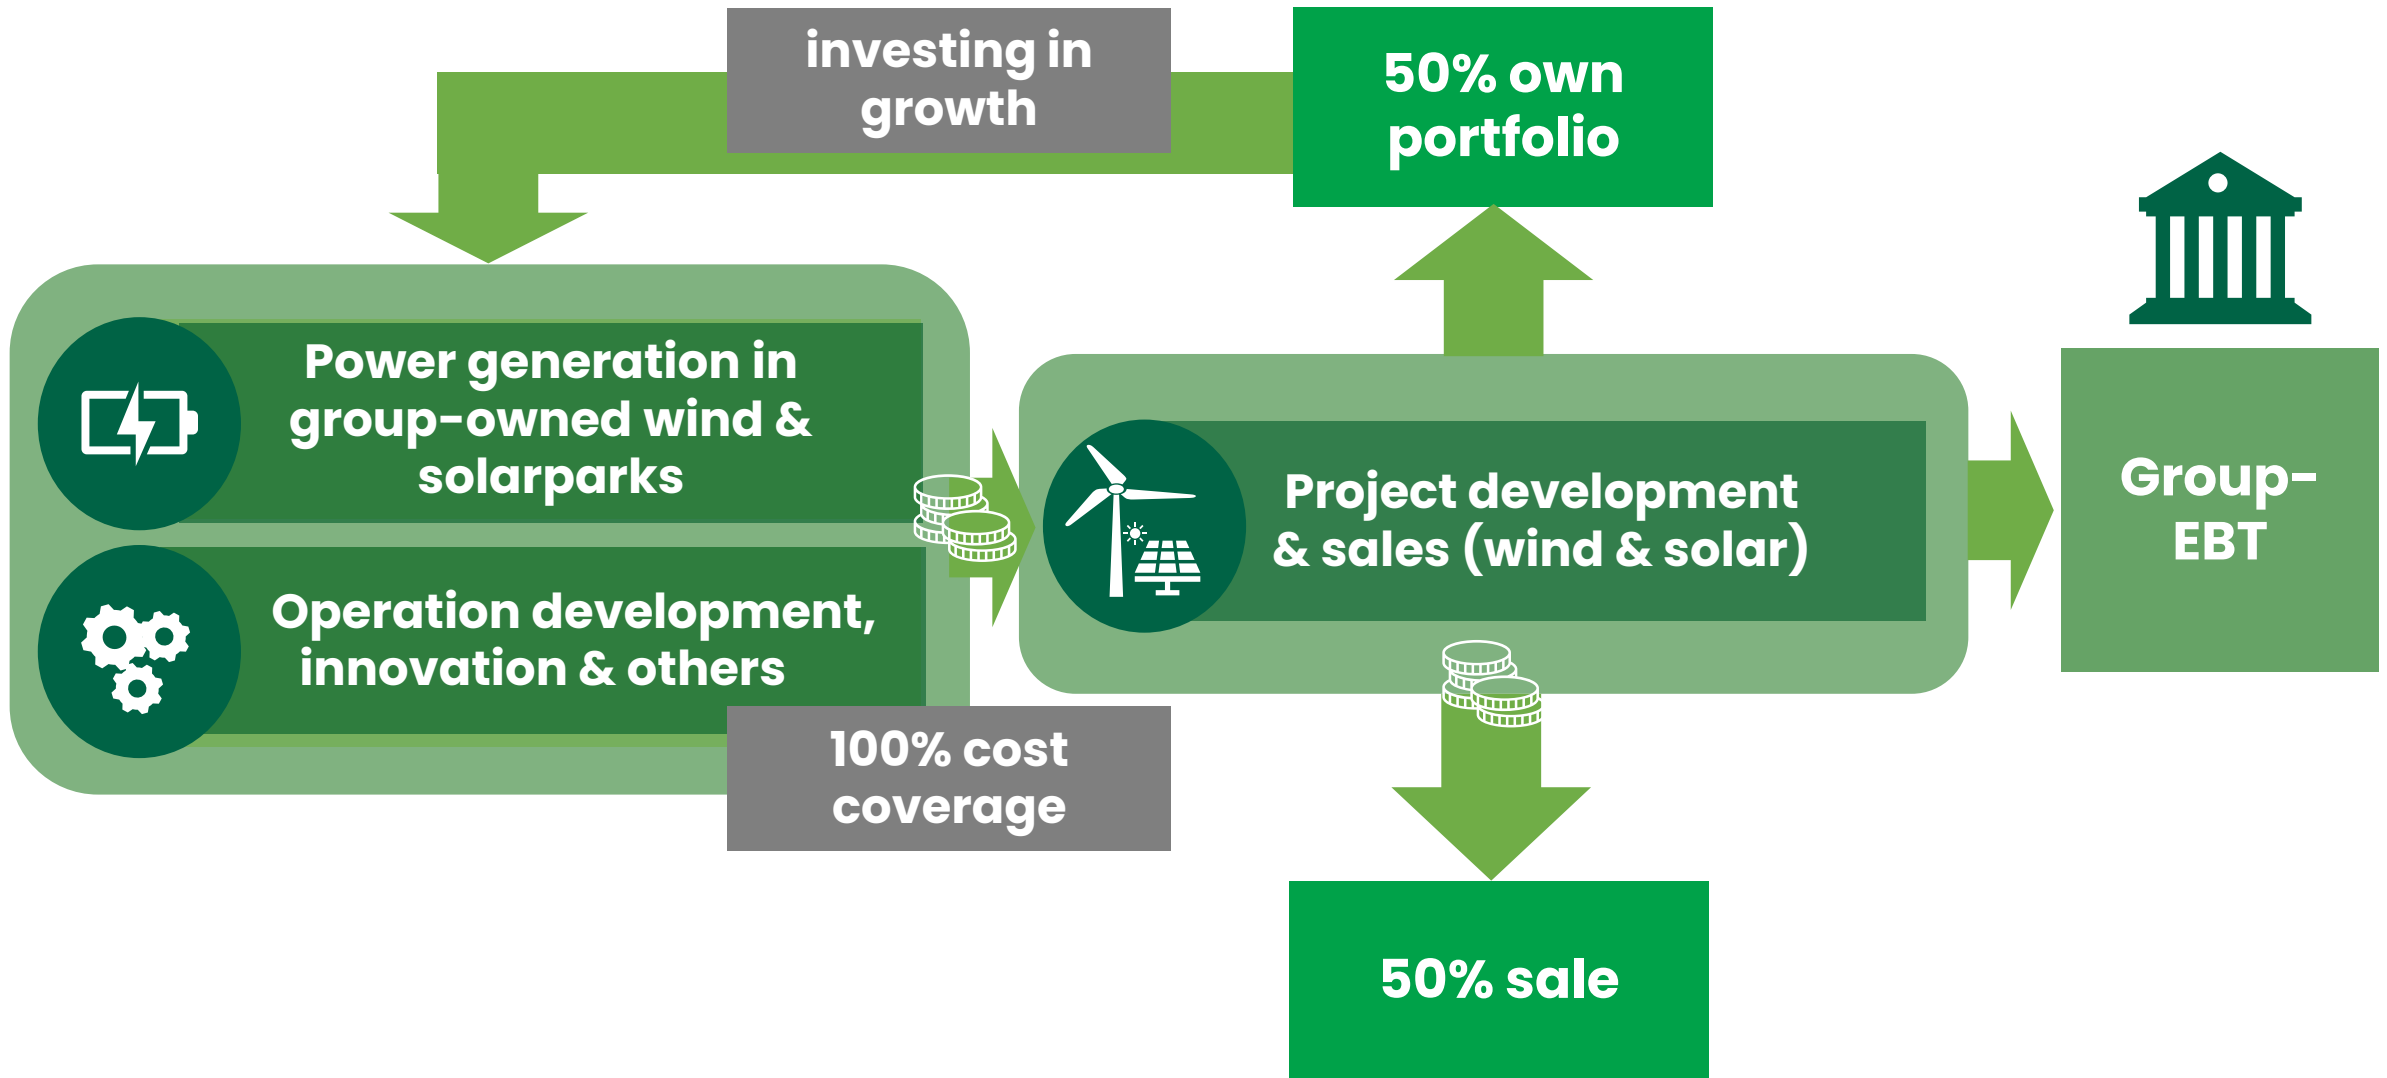 investing in
growth
50% own
portfolio
Power generation in
group-owned wind &
solarparks
Operation development,
innovation & others
100% cost
coverage
Project development
& sales (wind & solar)
Group-
EBT
50% sale